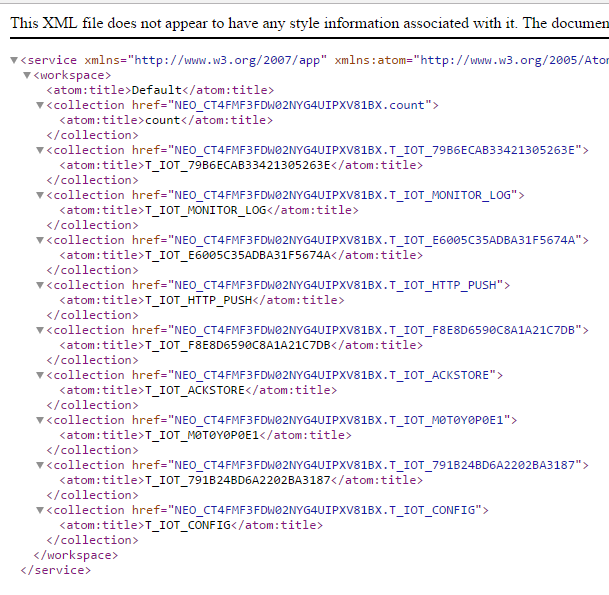 This XML file does not appear to have any style information associated with it. The documen
▼<service xmlns="http://www.w3.org/2007/app" xmlns:atom="http://www.w3.org/2005/Ato
▼<workspace>
<atom:title>Default</atom:title>
▼<collection href="NEO_CT4FMF3FDW02NYG4UIPXV81BX.count">
<atom:title>count</atom:title>
</collection>
▼<collection href="NEO_CT4FMF3FDW02NYG4UIPXV81BX.T_IOT_79B6ECAB33421305263E">
<atom:title>T_IOT_79B6ECAB33421305263E</atom:title>
</collection>
▼<collection href="NEO_CT4FMF3FDW02NYG4UIPXV81BX.T_IOT_MONITOR_LOG">
<atom:title>T_IOT_MONITOR_LOG</atom:title>
</collection>
▼<collection href="NEO_CT4FMF3FDW02NYG4UIPXV81BX.T_IOT_E6005C35ADBA31F5674A">
<atom:title>T_IOT_E6005C35ADBA31F5674A</atom:title>
</collection>
▼<collection href="NEO_CT4FMF3FDW02NYG4UIPXV81BX.T_IOT_HTTP_PUSH">
<atom:title>T_IOT_HTTP_PUSH</atom:title>
</collection>
▼<collection href="NEO_CT4FMF3FDW02NYG4UIPXV81BX.T_IOT_F8E8D6590C8A1A21C7DB">
<atom:title>T_IOT_F8E8D6590C8A1A21C7DB</atom:title>
</collection>
▼<collection href="NEO_CT4FMF3FDW02NYG4UIPXV81BX.T_IOT_ACKSTORE">
<atom:title>T_IOT_ACKSTORE</atom:title>
</collection>
▼<collection href="NEO_CT4FMF3FDW02NYG4UIPXV81BX.T_IOT_M0T0Y0P0E1">
<atom:title>T_IOT_M0T0Y0P0E1</atom:title>
</collection>
▼<collection href="NEO_CT4FMF3FDW02NYG4UIPXV81BX.T_IOT_791B24BD6A2202BA3187">
<atom:title>T_IOT_791B24BD6A2202BA3187</atom:title>
</collection>
▼<collection href="NEO_CT4FMF3FDW02NYG4UIPXV81BX.T_IOT_CONFIG">
<atom:title>T_IOT_CONFIG</atom:title>
</collection>
</workspace>
</service>